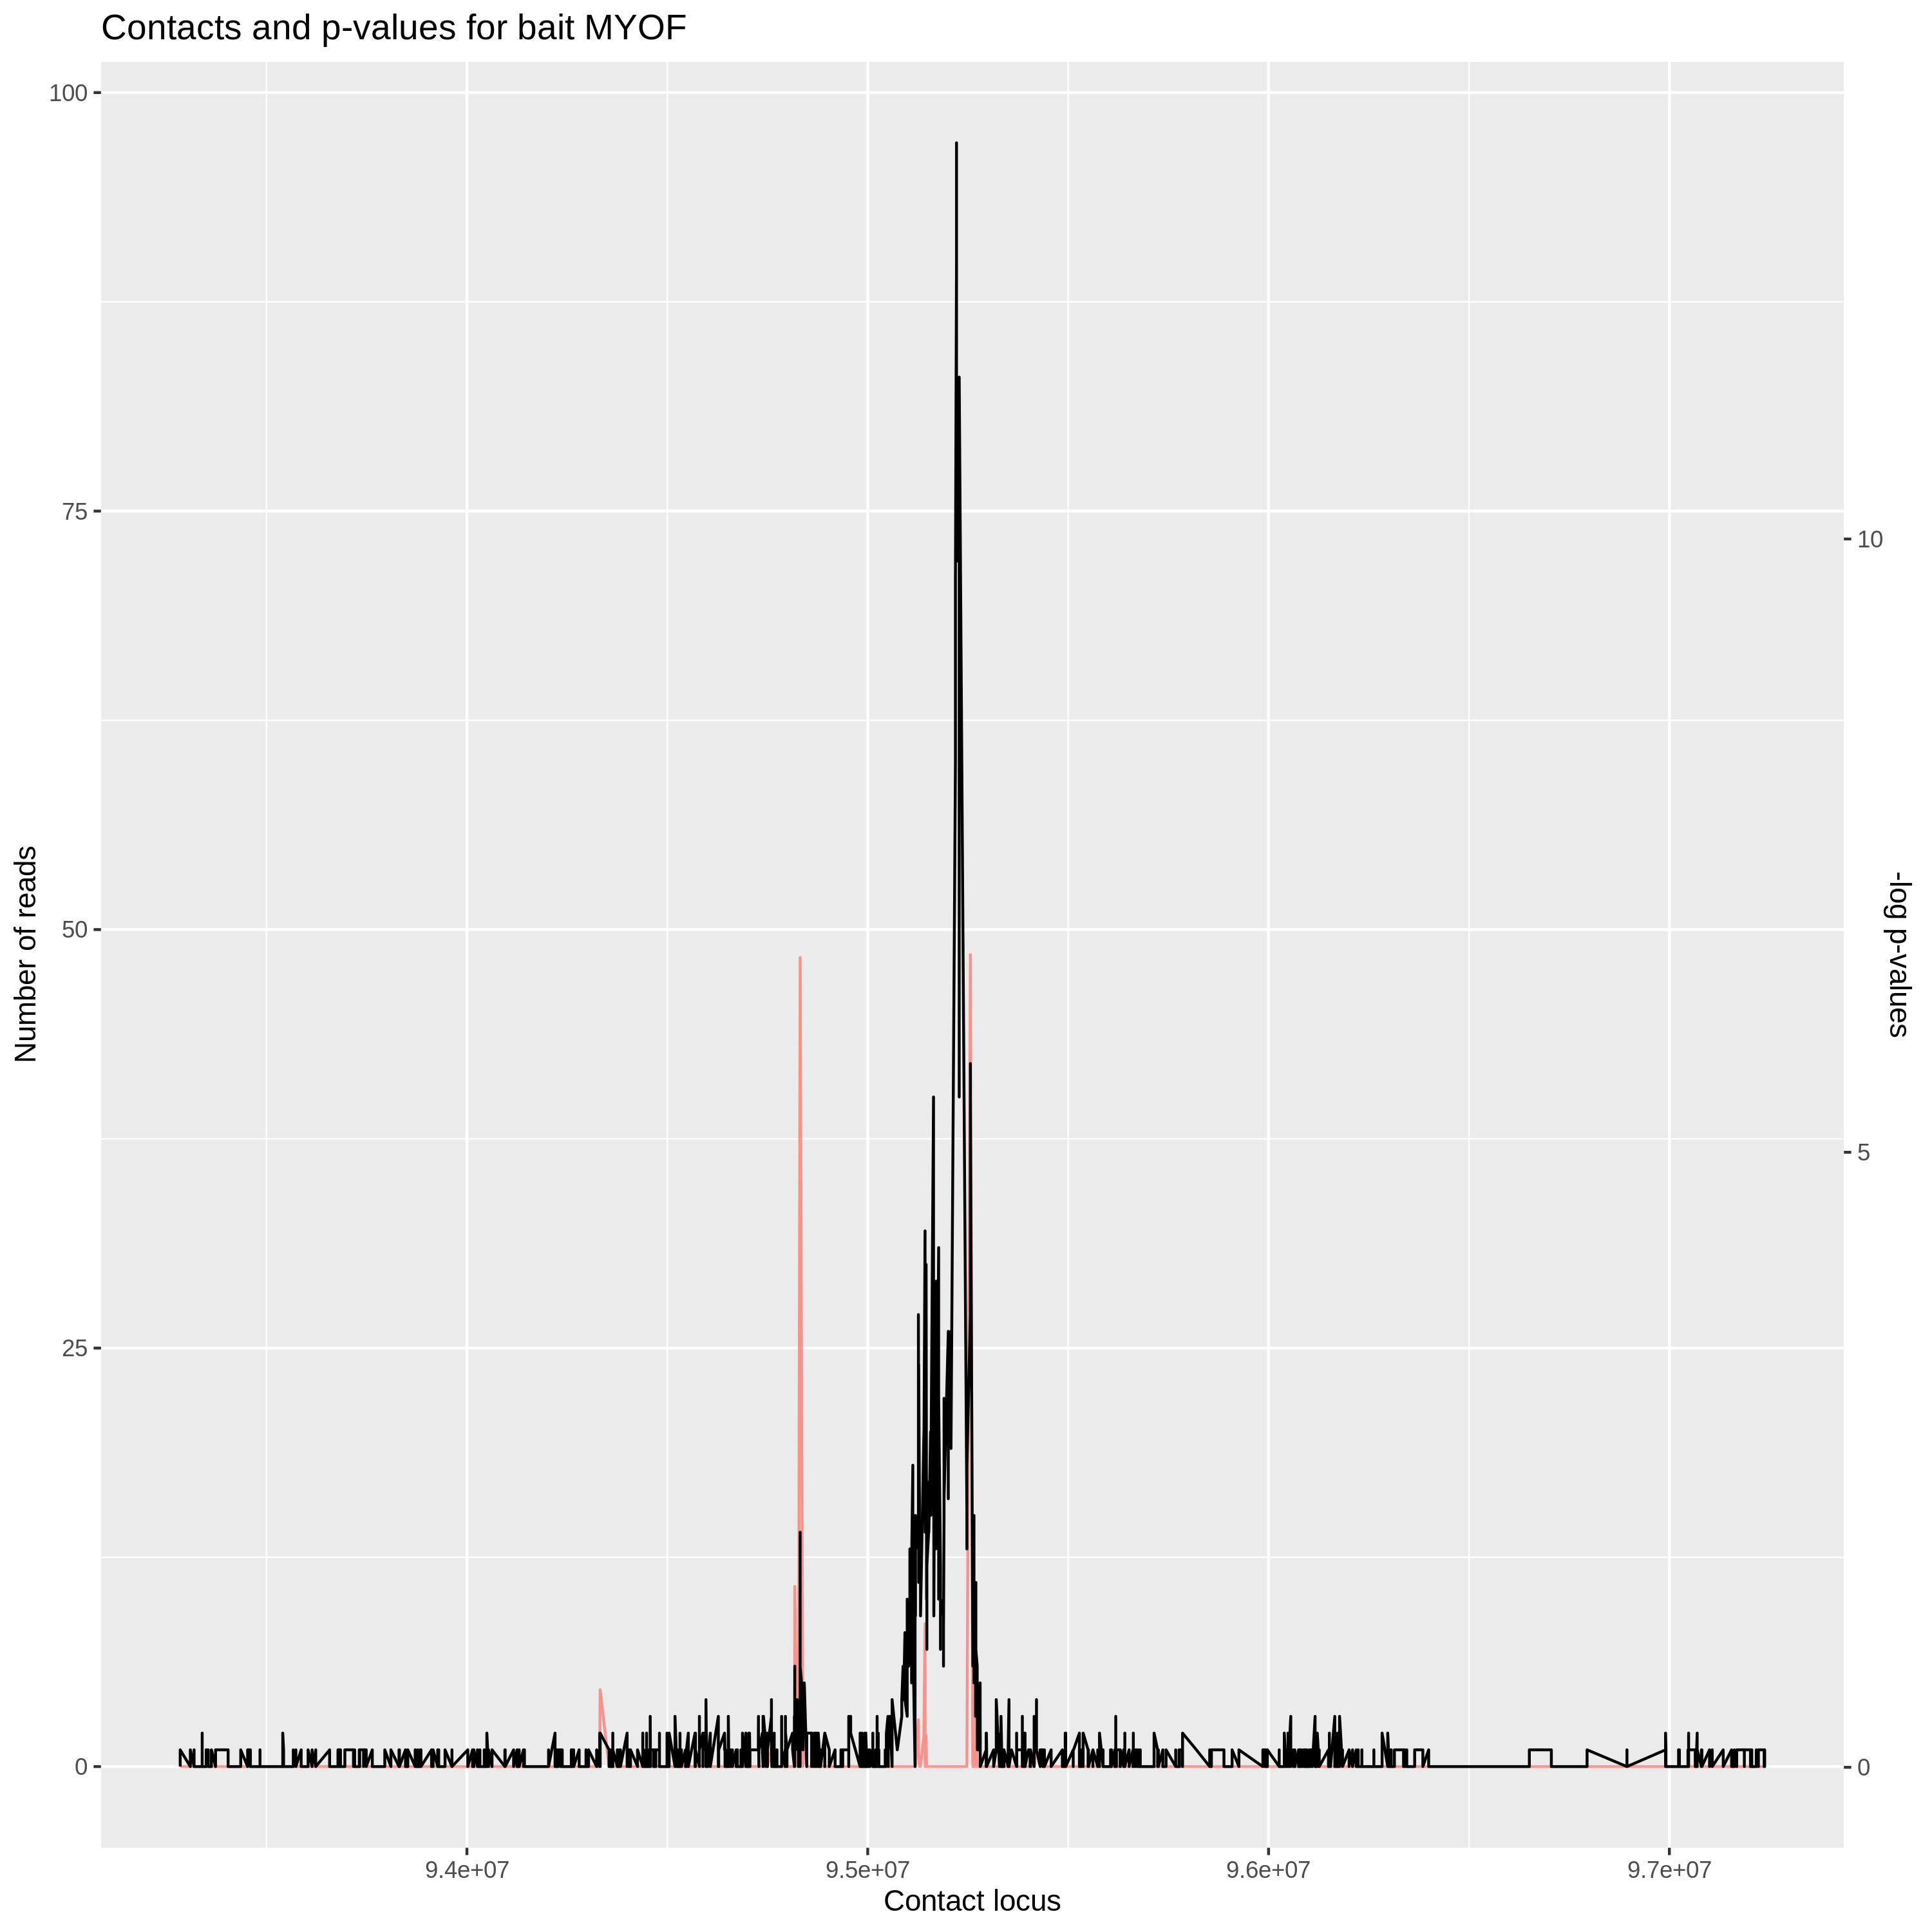 Contacts and p-values for bait MYOF
100
75
50
25
0
Number of reads
10
5
0
-log p-values
9.4e+07
9.5e+07
9.6e+07
9.7e+07
Contact locus